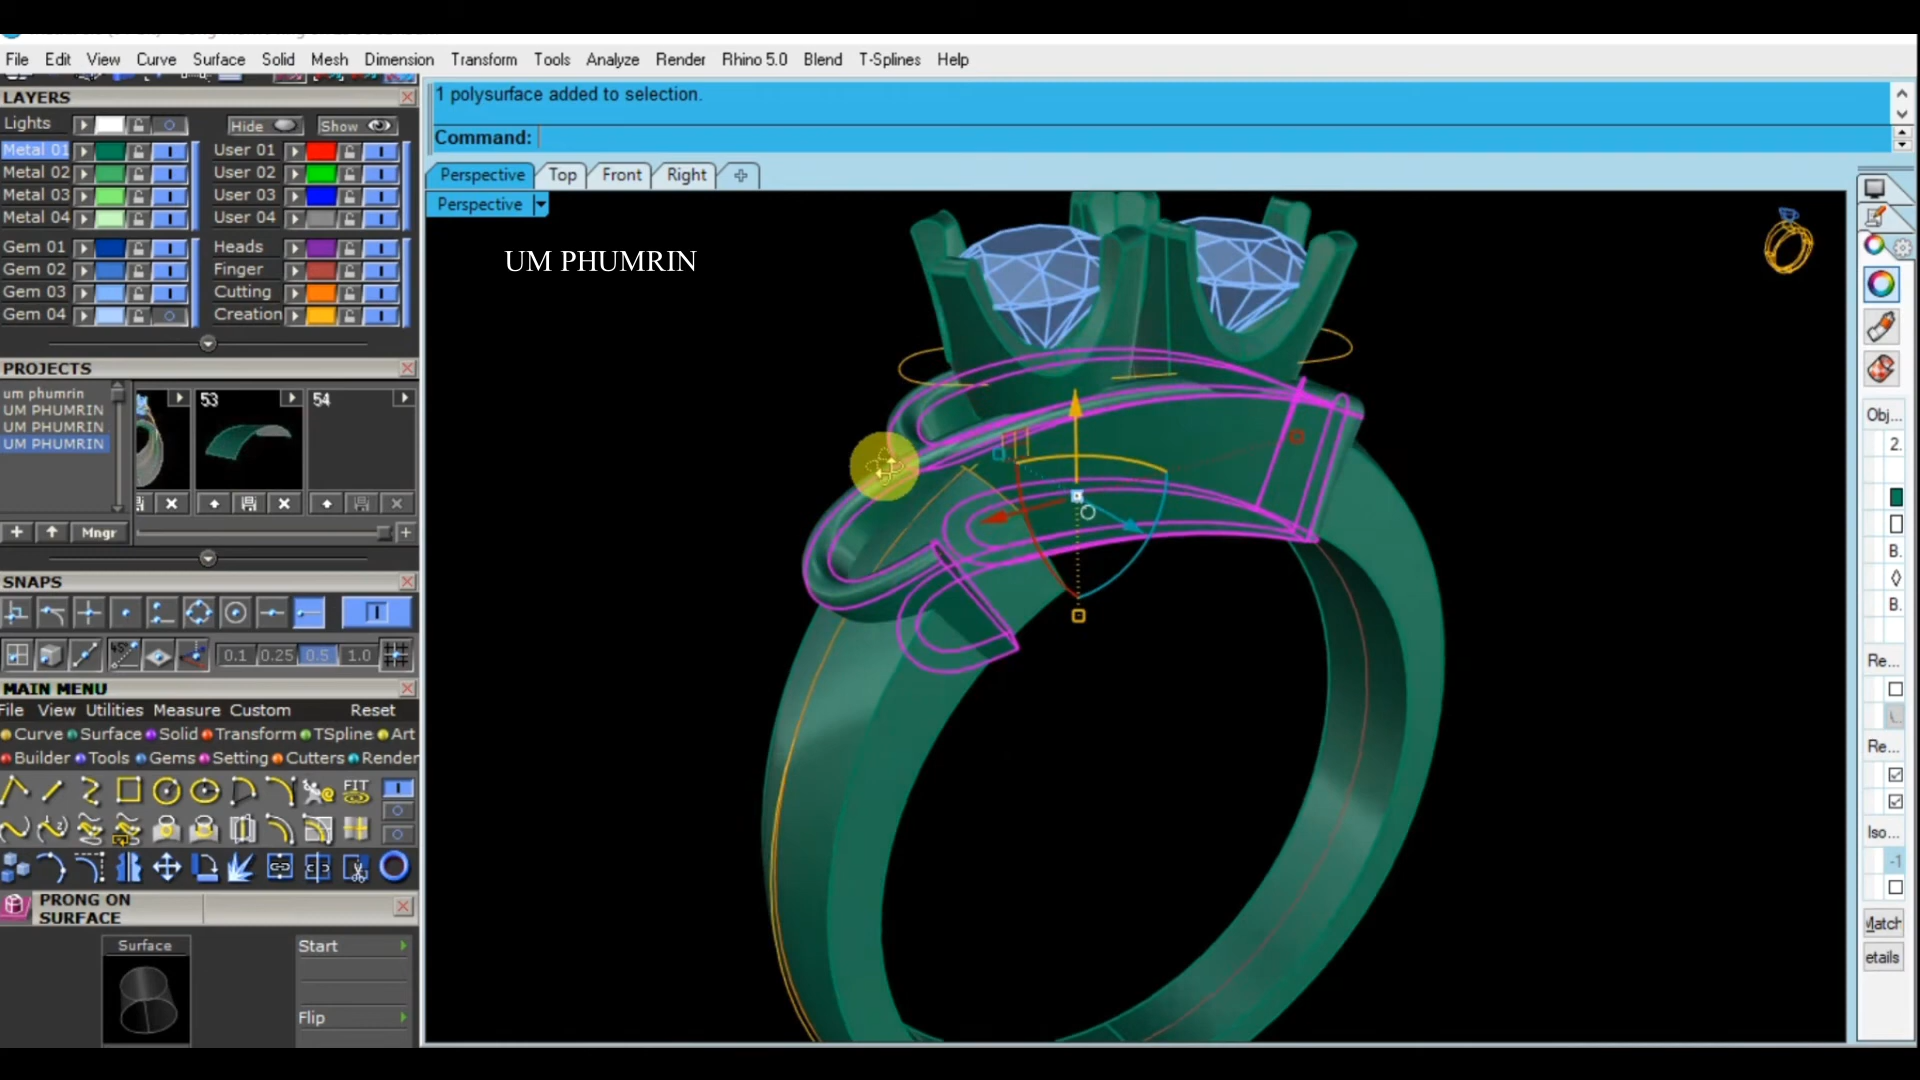 File Edit View Curve Surface Solid Mesh Dimension Transform Tools Analyze Render Rhino 5.0 Blend T-Splines Help
LAYERS
Lights Hide Show
Metal 01 User 01
Metal 02 User 02
Metal 03 User 03
Metal 04 User 04
Gem 01 Heads
Gem 02 Finger
Gem 03 Cutting
Gem 04 Creation
PROJECTS
um phumrin
UM PHUMRIN
UM PHUMRIN
UM PHUMRIN
53 54
Mngr
SNAPS
0.1 0.25 0.5 1.0
MAIN MENU
File View Utilities Measure Custom Reset
Curve Surface Solid Transform TSpline Art
Builder Tools Gems Setting Cutters Render
FIT
PRONG ON
SURFACE
Surface Start
Flip
1 polysurface added to selection.
Command:
Perspective Top Front Right
Perspective
UM PHUMRIN
Obj...
2.
B.
B.
Re...
Re...
Iso...
-1
Match
etails